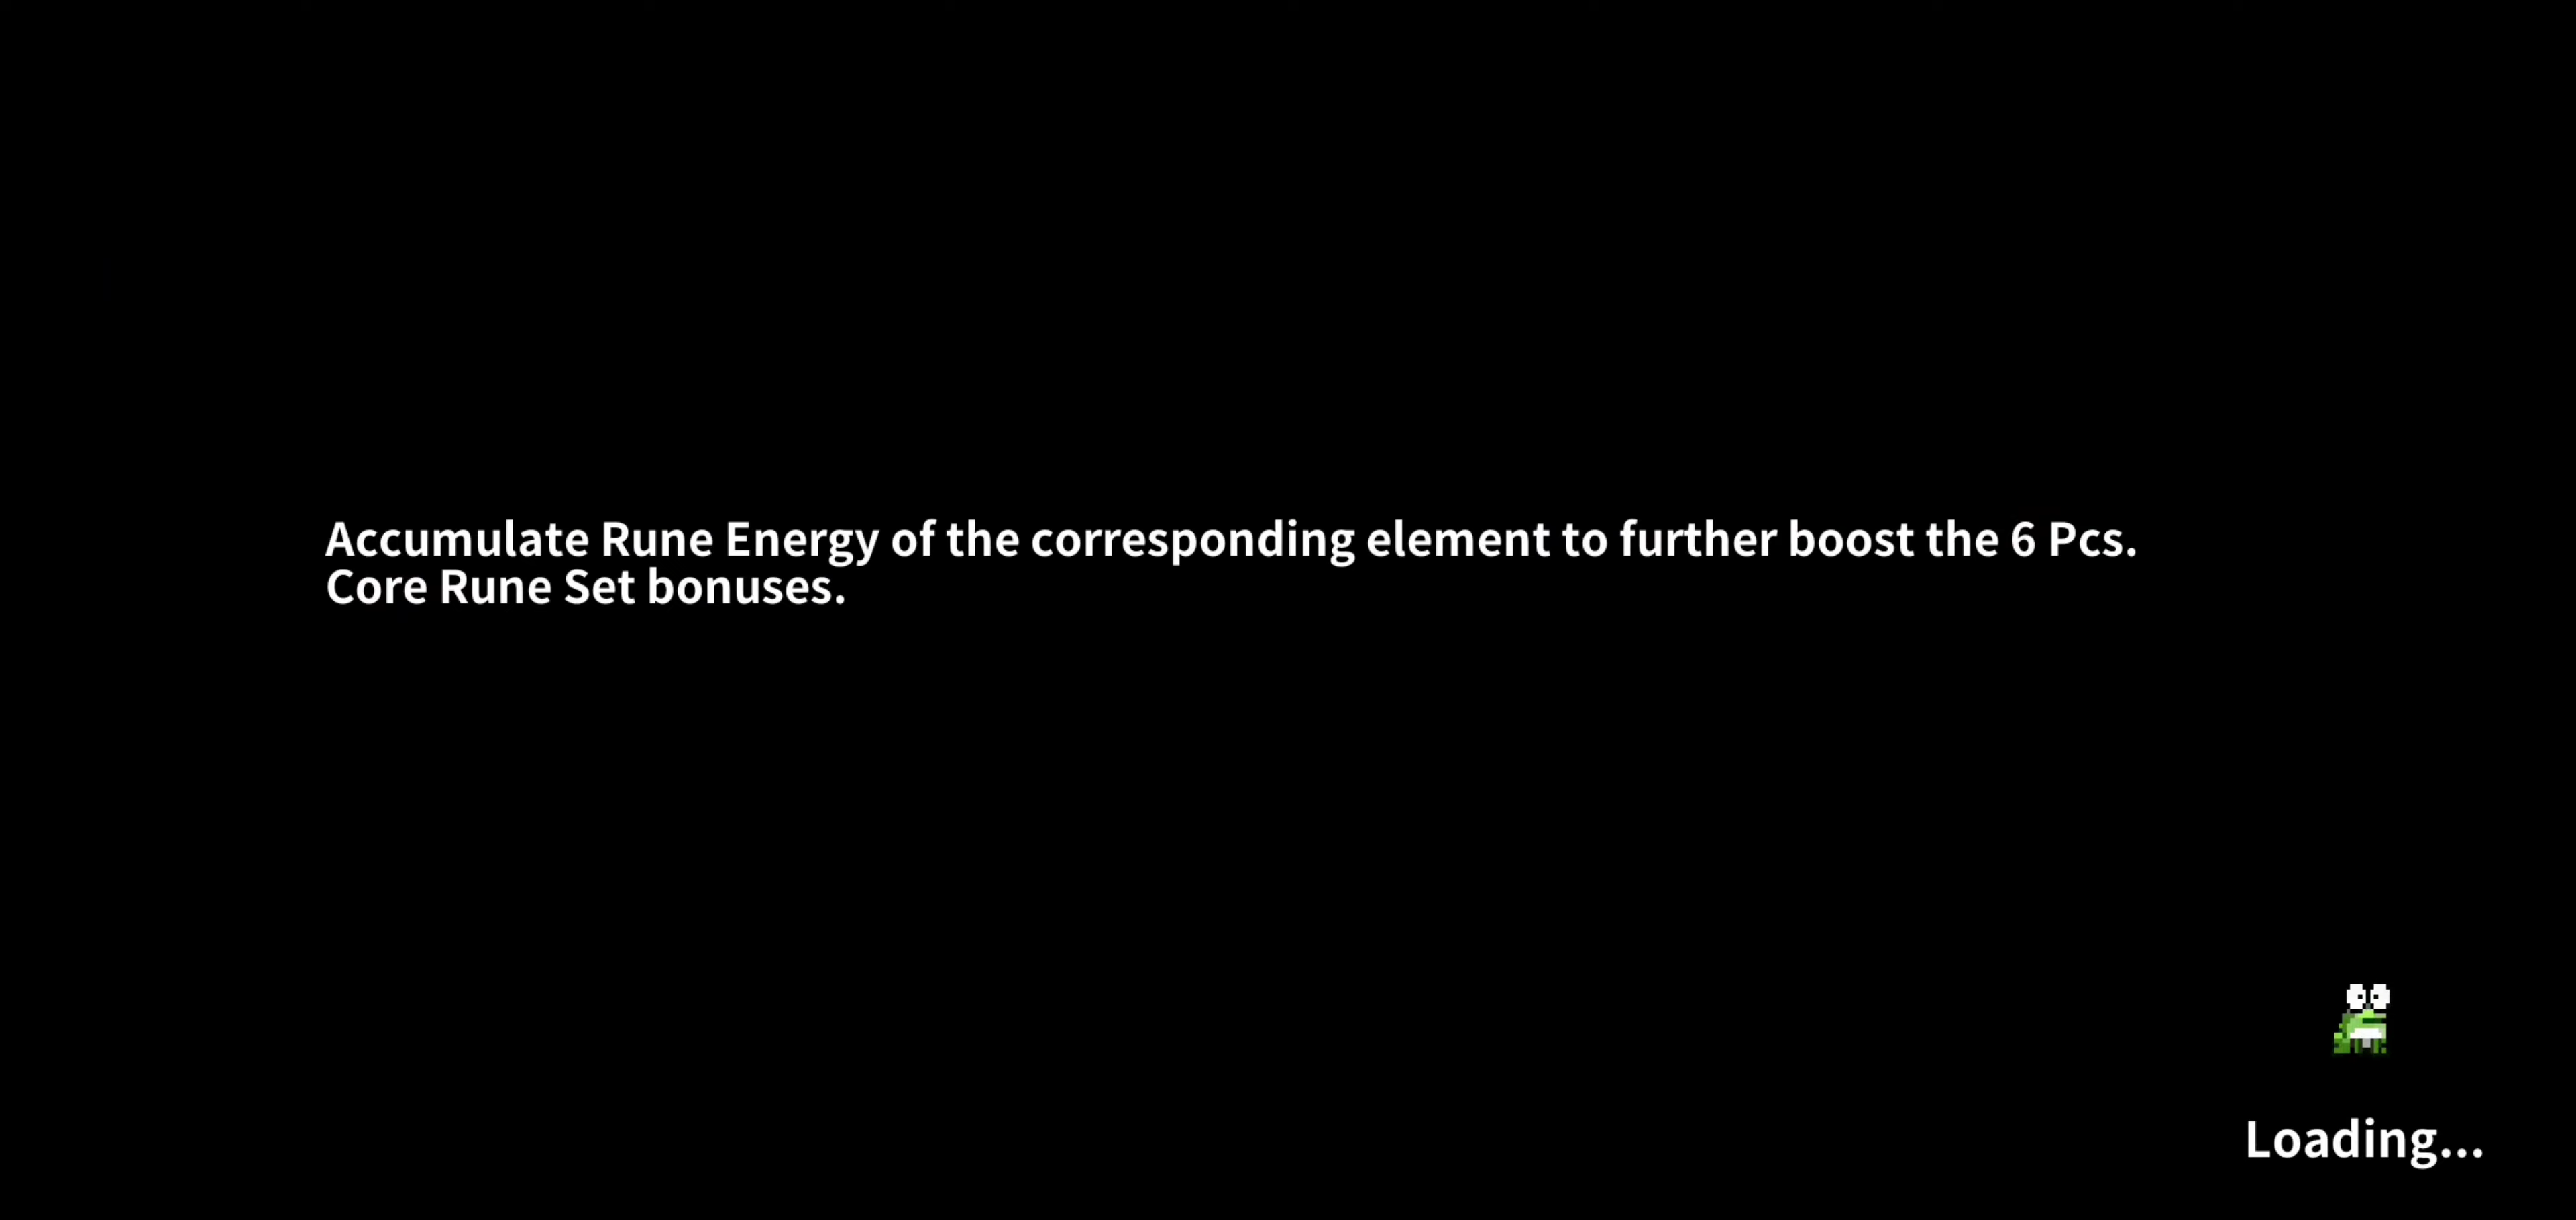 Accumulate Rune Energy of the corresponding element to further boost the 6 Pcs.
Core Rune Set bonuses.
Loading...